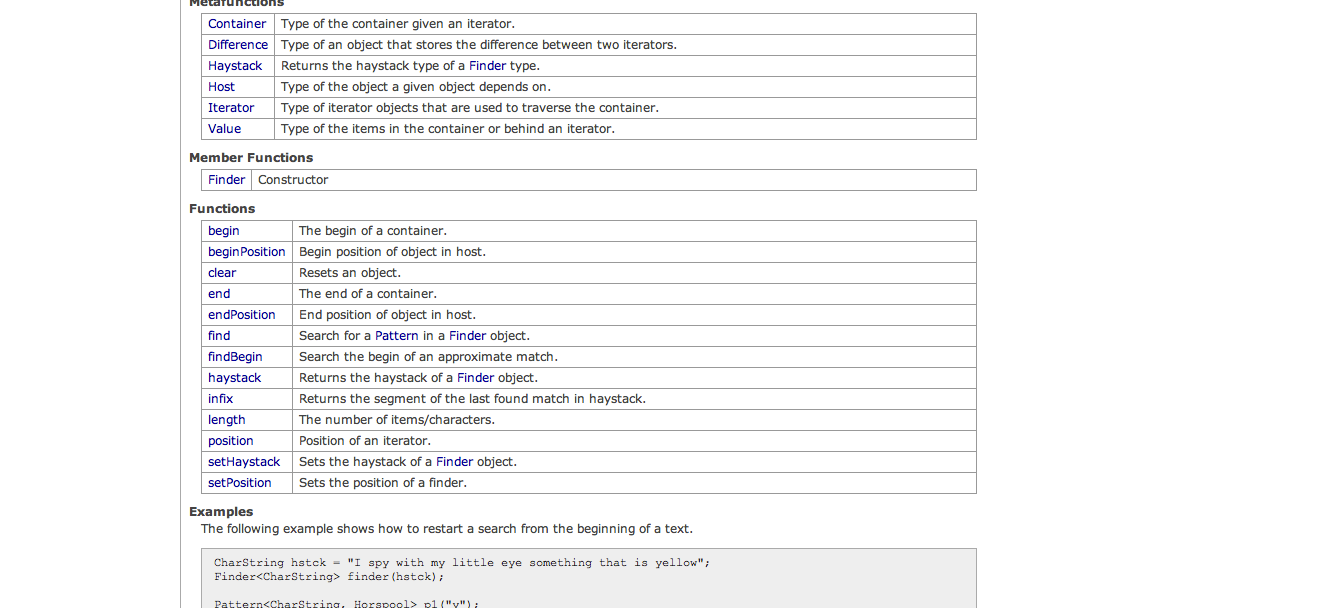 Metafunctions
Container Type of the container given an iterator.
Difference Type of an object that stores the difference between two iterators.
Haystack Returns the haystack type of a Finder type.
Host Type of the object a given object depends on.
Iterator Type of iterator objects that are used to traverse the container.
Value Type of the items in the container or behind an iterator.
Member Functions
Finder Constructor
Functions
begin The begin of a container.
beginPosition Begin position of object in host.
clear Resets an object.
end The end of a container.
endPosition End position of object in host.
find Search for a Pattern in a Finder object.
findBegin Search the begin of an approximate match.
haystack Returns the haystack of a Finder object.
infix Returns the segment of the last found match in haystack.
length The number of items/characters.
position Position of an iterator.
setHaystack Sets the haystack of a Finder object.
setPosition Sets the position of a finder.
Examples
The following example shows how to restart a search from the beginning of a text.
CharString hstck = "I spy with my little eye something that is yellow";
Finder<CharString> finder(hstck);
Pattern<CharString, Horspool> p1("y");